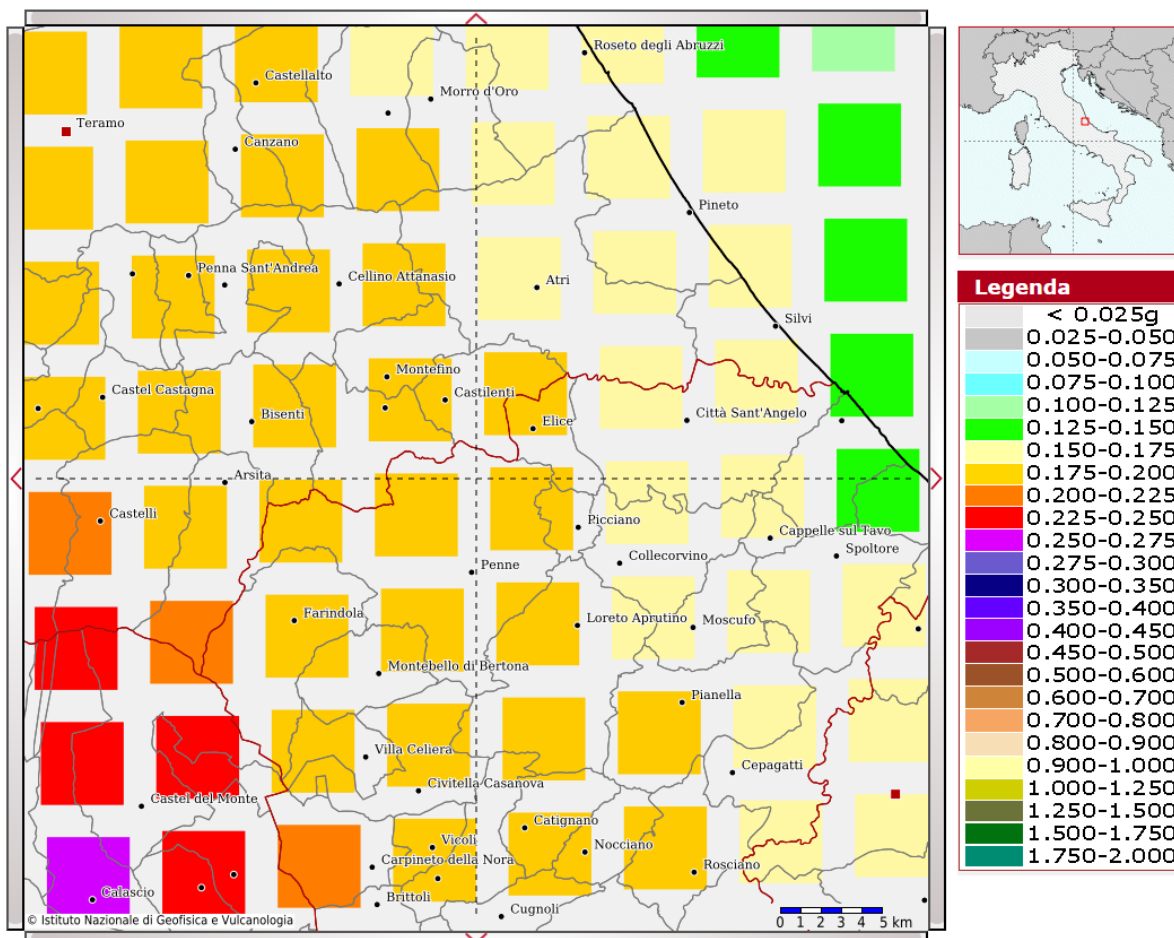 Roseto degli Abruzzi
Castellalto
Morro d'Oro
Teramo
Canzano
Pineto
Penna Sant'Andrea
Cellino Attanasio
Atri
Silvi
Montefino
Castel Castagna
Castilenti
Bisenti
Elice
Città Sant'Angelo
Arsita
Castelli
Picciano
Cappelle sul Tavo
Collecorvino
Spoltore
Penne
Farindola
Loreto Aprutino
Moscufo
Montebello di Bertona
Pianella
Villa Celiera
Cepagatti
Civitella Casanova
Castel del Monte
Catignano
Vicoli
Nocciano
Carpineto della Nora
Rosciano
Calascio
Brittoli
Cugnoli
© Istituto Nazionale di Geofisica e Vulcanologia
0 1 2 3 4 5 km
Legenda
< 0.025g
0.025-0.050
0.050-0.075
0.075-0.100
0.100-0.125
0.125-0.150
0.150-0.175
0.175-0.200
0.200-0.225
0.225-0.250
0.250-0.275
0.275-0.300
0.300-0.350
0.350-0.400
0.400-0.450
0.450-0.500
0.500-0.600
0.600-0.700
0.700-0.800
0.800-0.900
0.900-1.000
1.000-1.250
1.250-1.500
1.500-1.750
1.750-2.000